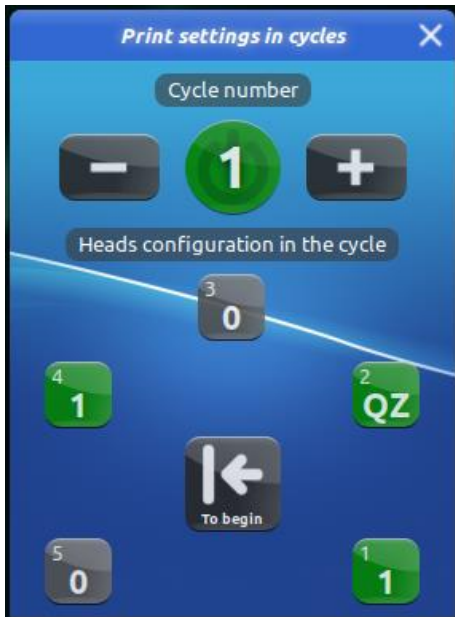 Print settings in cycles
Cycle number
1
Heads configuration in the cycle
3
0
4
1
2
QZ
To begin
5
0
1
1